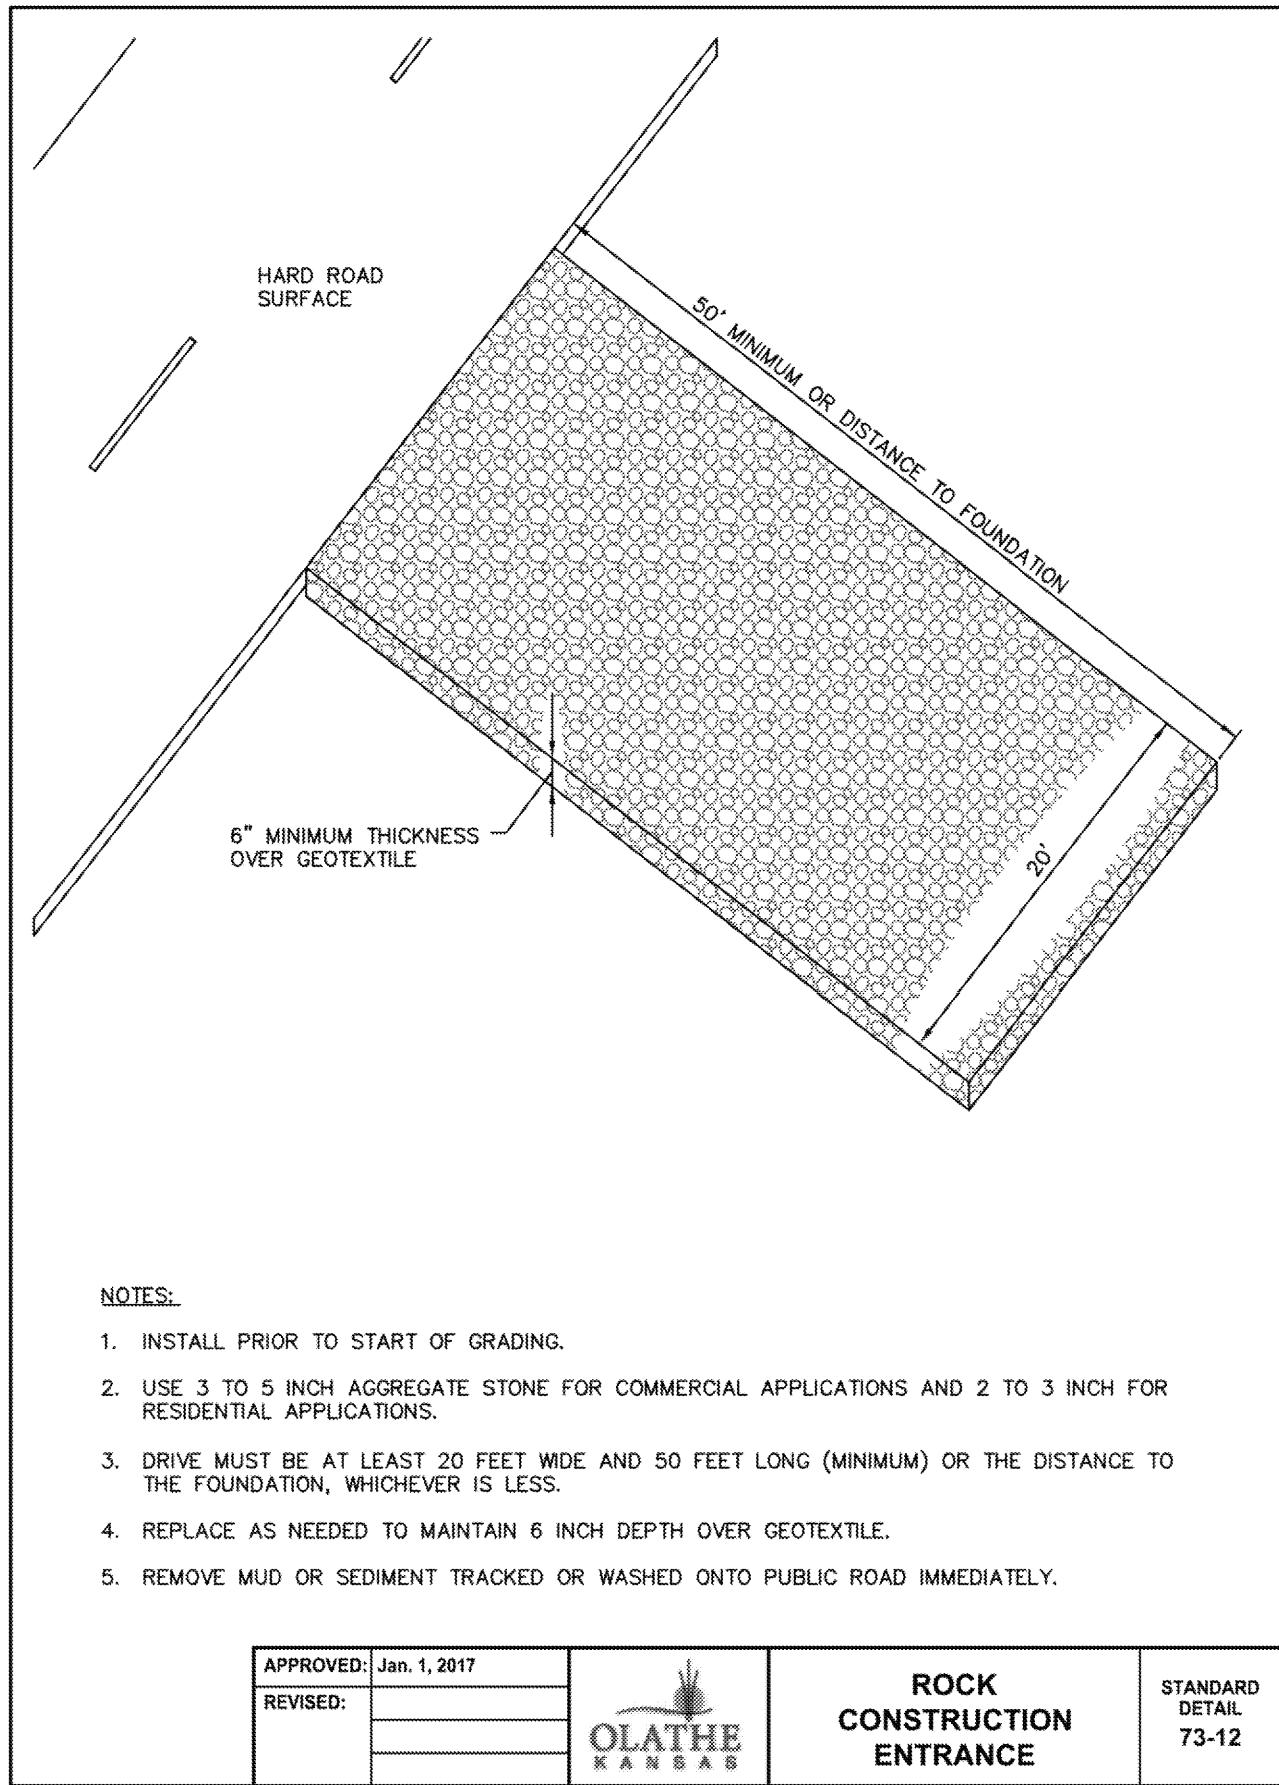 HARD ROAD
SURFACE
50' MINIMUM OR DISTANCE TO FOUNDATION
6" MINIMUM THICKNESS
OVER GEOTEXTILE
20'
NOTES:
1. INSTALL PRIOR TO START OF GRADING.
2. USE 3 TO 5 INCH AGGREGATE STONE FOR COMMERCIAL APPLICATIONS AND 2 TO 3 INCH FOR
RESIDENTIAL APPLICATIONS.
3. DRIVE MUST BE AT LEAST 20 FEET WIDE AND 50 FEET LONG (MINIMUM) OR THE DISTANCE TO
THE FOUNDATION, WHICHEVER IS LESS.
4. REPLACE AS NEEDED TO MAINTAIN 6 INCH DEPTH OVER GEOTEXTILE.
5. REMOVE MUD OR SEDIMENT TRACKED OR WASHED ONTO PUBLIC ROAD IMMEDIATELY.
APPROVED: Jan. 1, 2017
REVISED:
OLATHE
KANSAS
ROCK
CONSTRUCTION
ENTRANCE
STANDARD
DETAIL
73-12